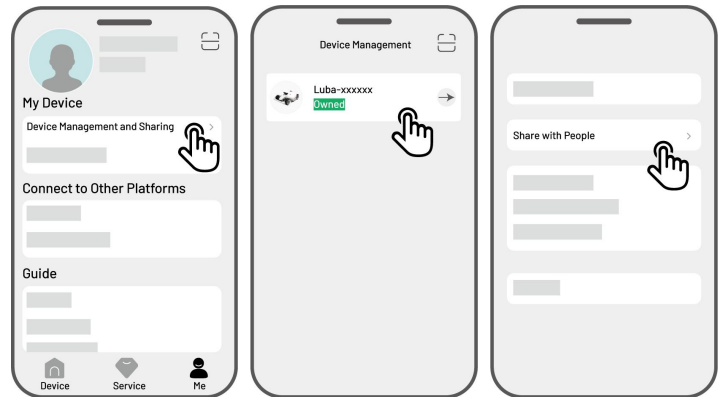 My Device
Device Management and Sharing
Connect to Other Platforms
Guide
Device
Service
Me
Device Management
Luba-xxxxxx
Owned
Share with People